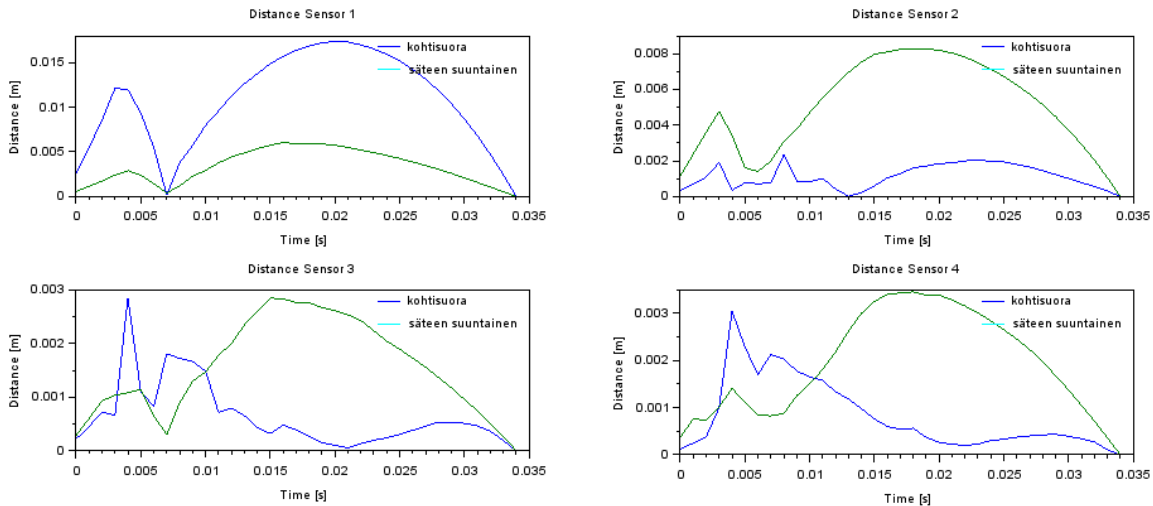 Distance Sensor 1
Distance [m]
0.015
0.01
0.005
0
kohtisuora
säteen suuntainen
0 0.005 0.01 0.015 0.02 0.025 0.03 0.035
Time [s]
Distance Sensor 2
Distance [m]
0.008
0.006
0.004
0.002
0
kohtisuora
säteen suuntainen
0 0.005 0.01 0.015 0.02 0.025 0.03 0.035
Time [s]
Distance Sensor 3
Distance [m]
0.003
0.002
0.001
0
kohtisuora
säteen suuntainen
0 0.005 0.01 0.015 0.02 0.025 0.03 0.035
Time [s]
Distance Sensor 4
Distance [m]
0.003
0.002
0.001
0
kohtisuora
säteen suuntainen
0 0.005 0.01 0.015 0.02 0.025 0.03 0.035
Time [s]